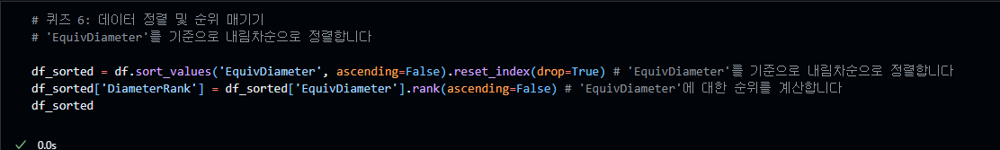 # 퀴즈 6: 데이터 정렬 및 순위 매기기
# 'EquivDiameter'를 기준으로 내림차순으로 정렬합니다
df_sorted = df.sort_values('EquivDiameter', ascending=False).reset_index(drop=True) # 'EquivDiameter'를 기준으로 내림차순으로 정렬합니다
df_sorted['DiameterRank'] = df_sorted['EquivDiameter'].rank(ascending=False) # 'EquivDiameter'에 대한 순위를 계산합니다
df_sorted
✓ 0.0s